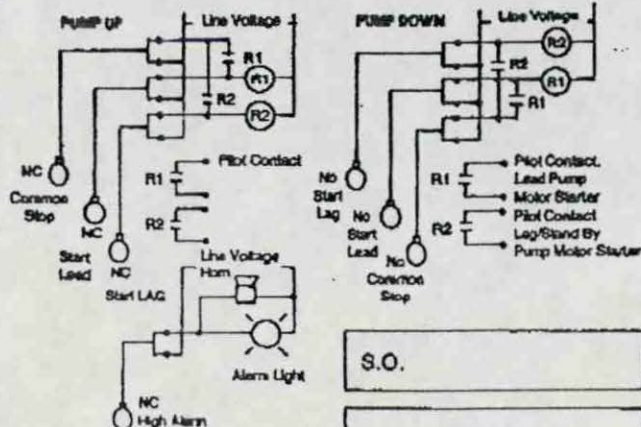 PUMP UP
Line Voltage
R1
R1
R2
R2
NC
Common
Stop
NC
Start
Lead
NC
Start LAG
Pilot Contact
R1
R2
Line Voltage
Horn
Alarm Light
NC
High Alarm
PUMP DOWN
Line Voltage
R2
R2
R1
R1
No
Start
Lag
No
Start
Lead
No
Common
Stop
R1
Pilot Contact.
Lead Pump
Motor Starter
R2
Pilot Contact
Lag/Stand By
Pump Motor Starter
S.O.